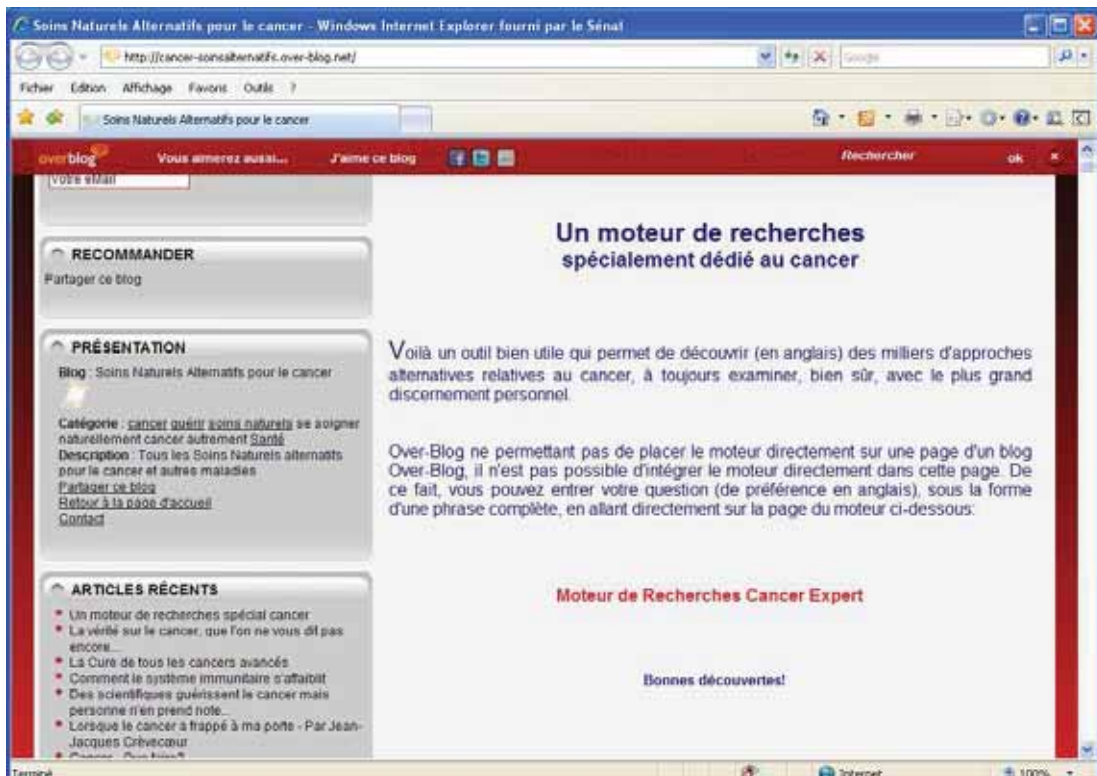 Soins Naturels Alternatifs pour le cancer - Windows Internet Explorer fourni par le Sénat
http://cancer-soinsalternatifs.over-blog.net/
Google
Fichier Edition Affichage Favoris Outils ?
Soins Naturels Alternatifs pour le cancer
overblog Vous aimerez aussi... J'aime ce blog Rechercher ok ×
votre eMail
RECOMMANDER
Partager ce blog
PRÉSENTATION
Blog : Soins Naturels Alternatifs pour le cancer
Catégorie : cancer guérir soins naturels se soigner
naturellement cancer autrement Santé
Description : Tous les Soins Naturels alternatifs
pour le cancer et autres maladies
Partager ce blog
Retour à la page d'accueil
Contact
ARTICLES RÉCENTS
Un moteur de recherches spécial cancer
La vérité sur le cancer, que l'on ne vous dit pas
encore...
La Cure de tous les cancers avancés
Comment le système immunitaire s'affaiblit
Des scientifiques guérissent le cancer mais
personne n'en prend note...
Lorsque le cancer a frappé à ma porte - Par Jean-
Jacques Crèvecœur
Cancer : Que faire?
Un moteur de recherches
spécialement dédié au cancer
Voilà un outil bien utile qui permet de découvrir (en anglais) des milliers d'approches
alternatives relatives au cancer, à toujours examiner, bien sûr, avec le plus grand
discernement personnel.
Over-Blog ne permettant pas de placer le moteur directement sur une page d'un blog
Over-Blog, il n'est pas possible d'intégrer le moteur directement dans cette page. De
ce fait, vous pouvez entrer votre question (de préférence en anglais), sous la forme
d'une phrase complète, en allant directement sur la page du moteur ci-dessous:
Moteur de Recherches Cancer Expert
Bonnes découvertes!
Terminé Internet 100%